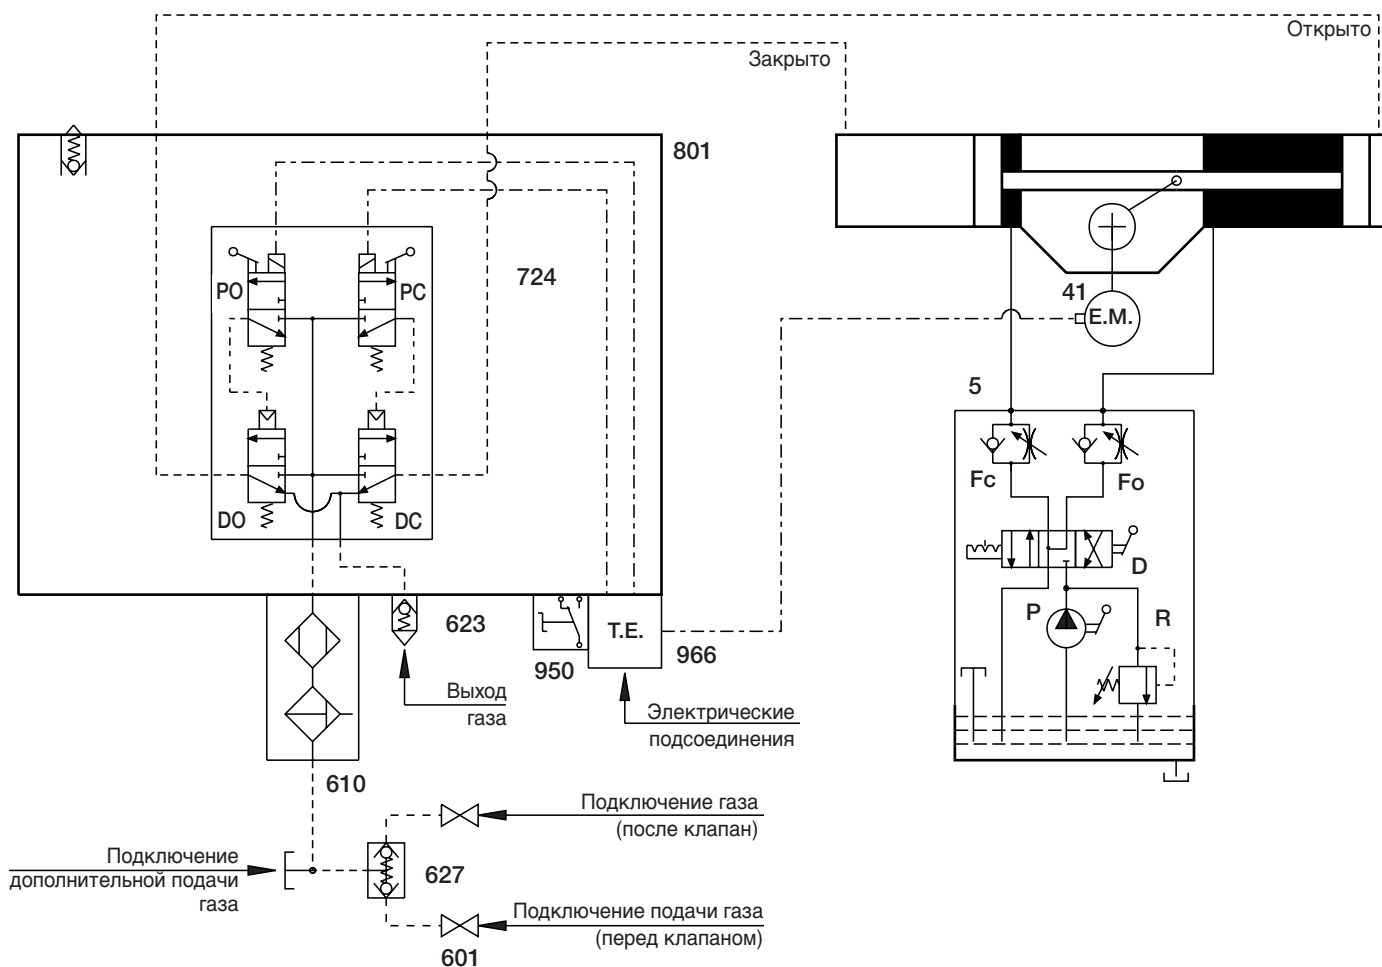 Открыто
Закрыто
801
724
PO
PC
DO
DC
41
E.M.
5
Fc
Fo
D
P
R
623
950
T.E.
966
Выход
газа
Электрические
подсоединения
610
Подключение газа
(после клапан)
Подключение
дополнительной подачи
газа
627
Подключение подачи газа
(перед клапаном)
601